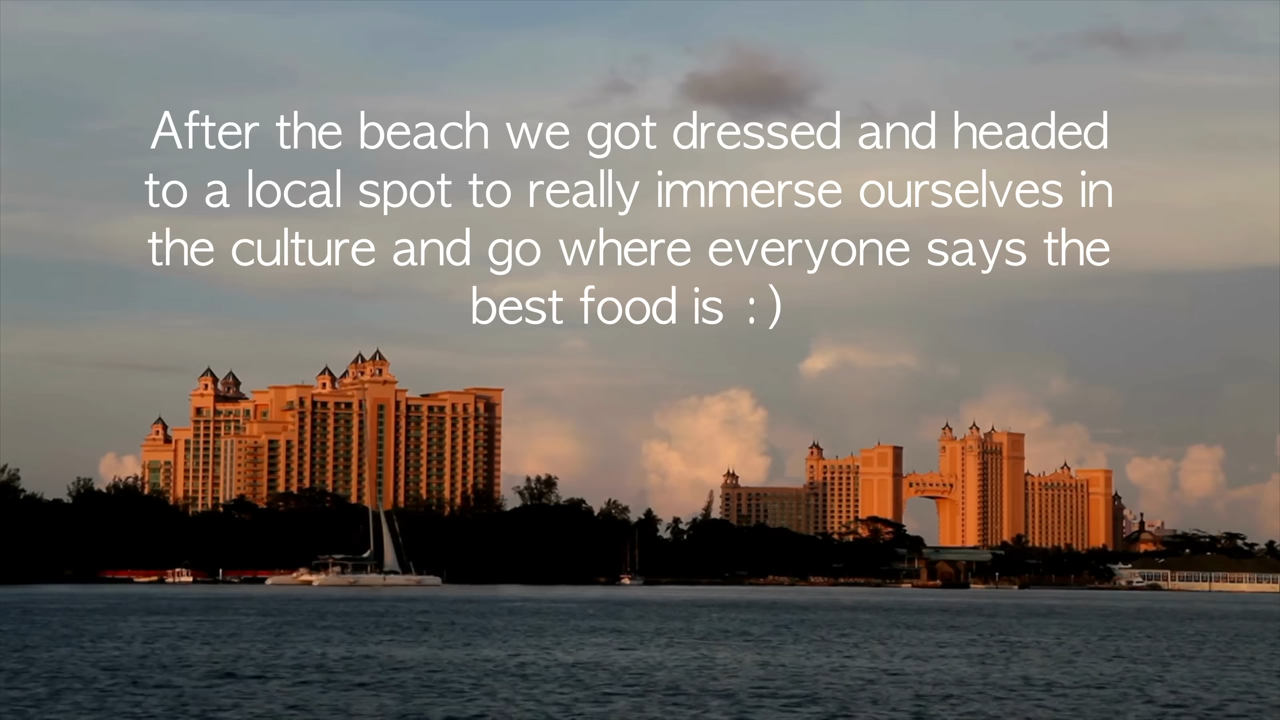 After the beach we got dressed and headed
to a local spot to really immerse ourselves in
the culture and go where everyone says the
best food is :)